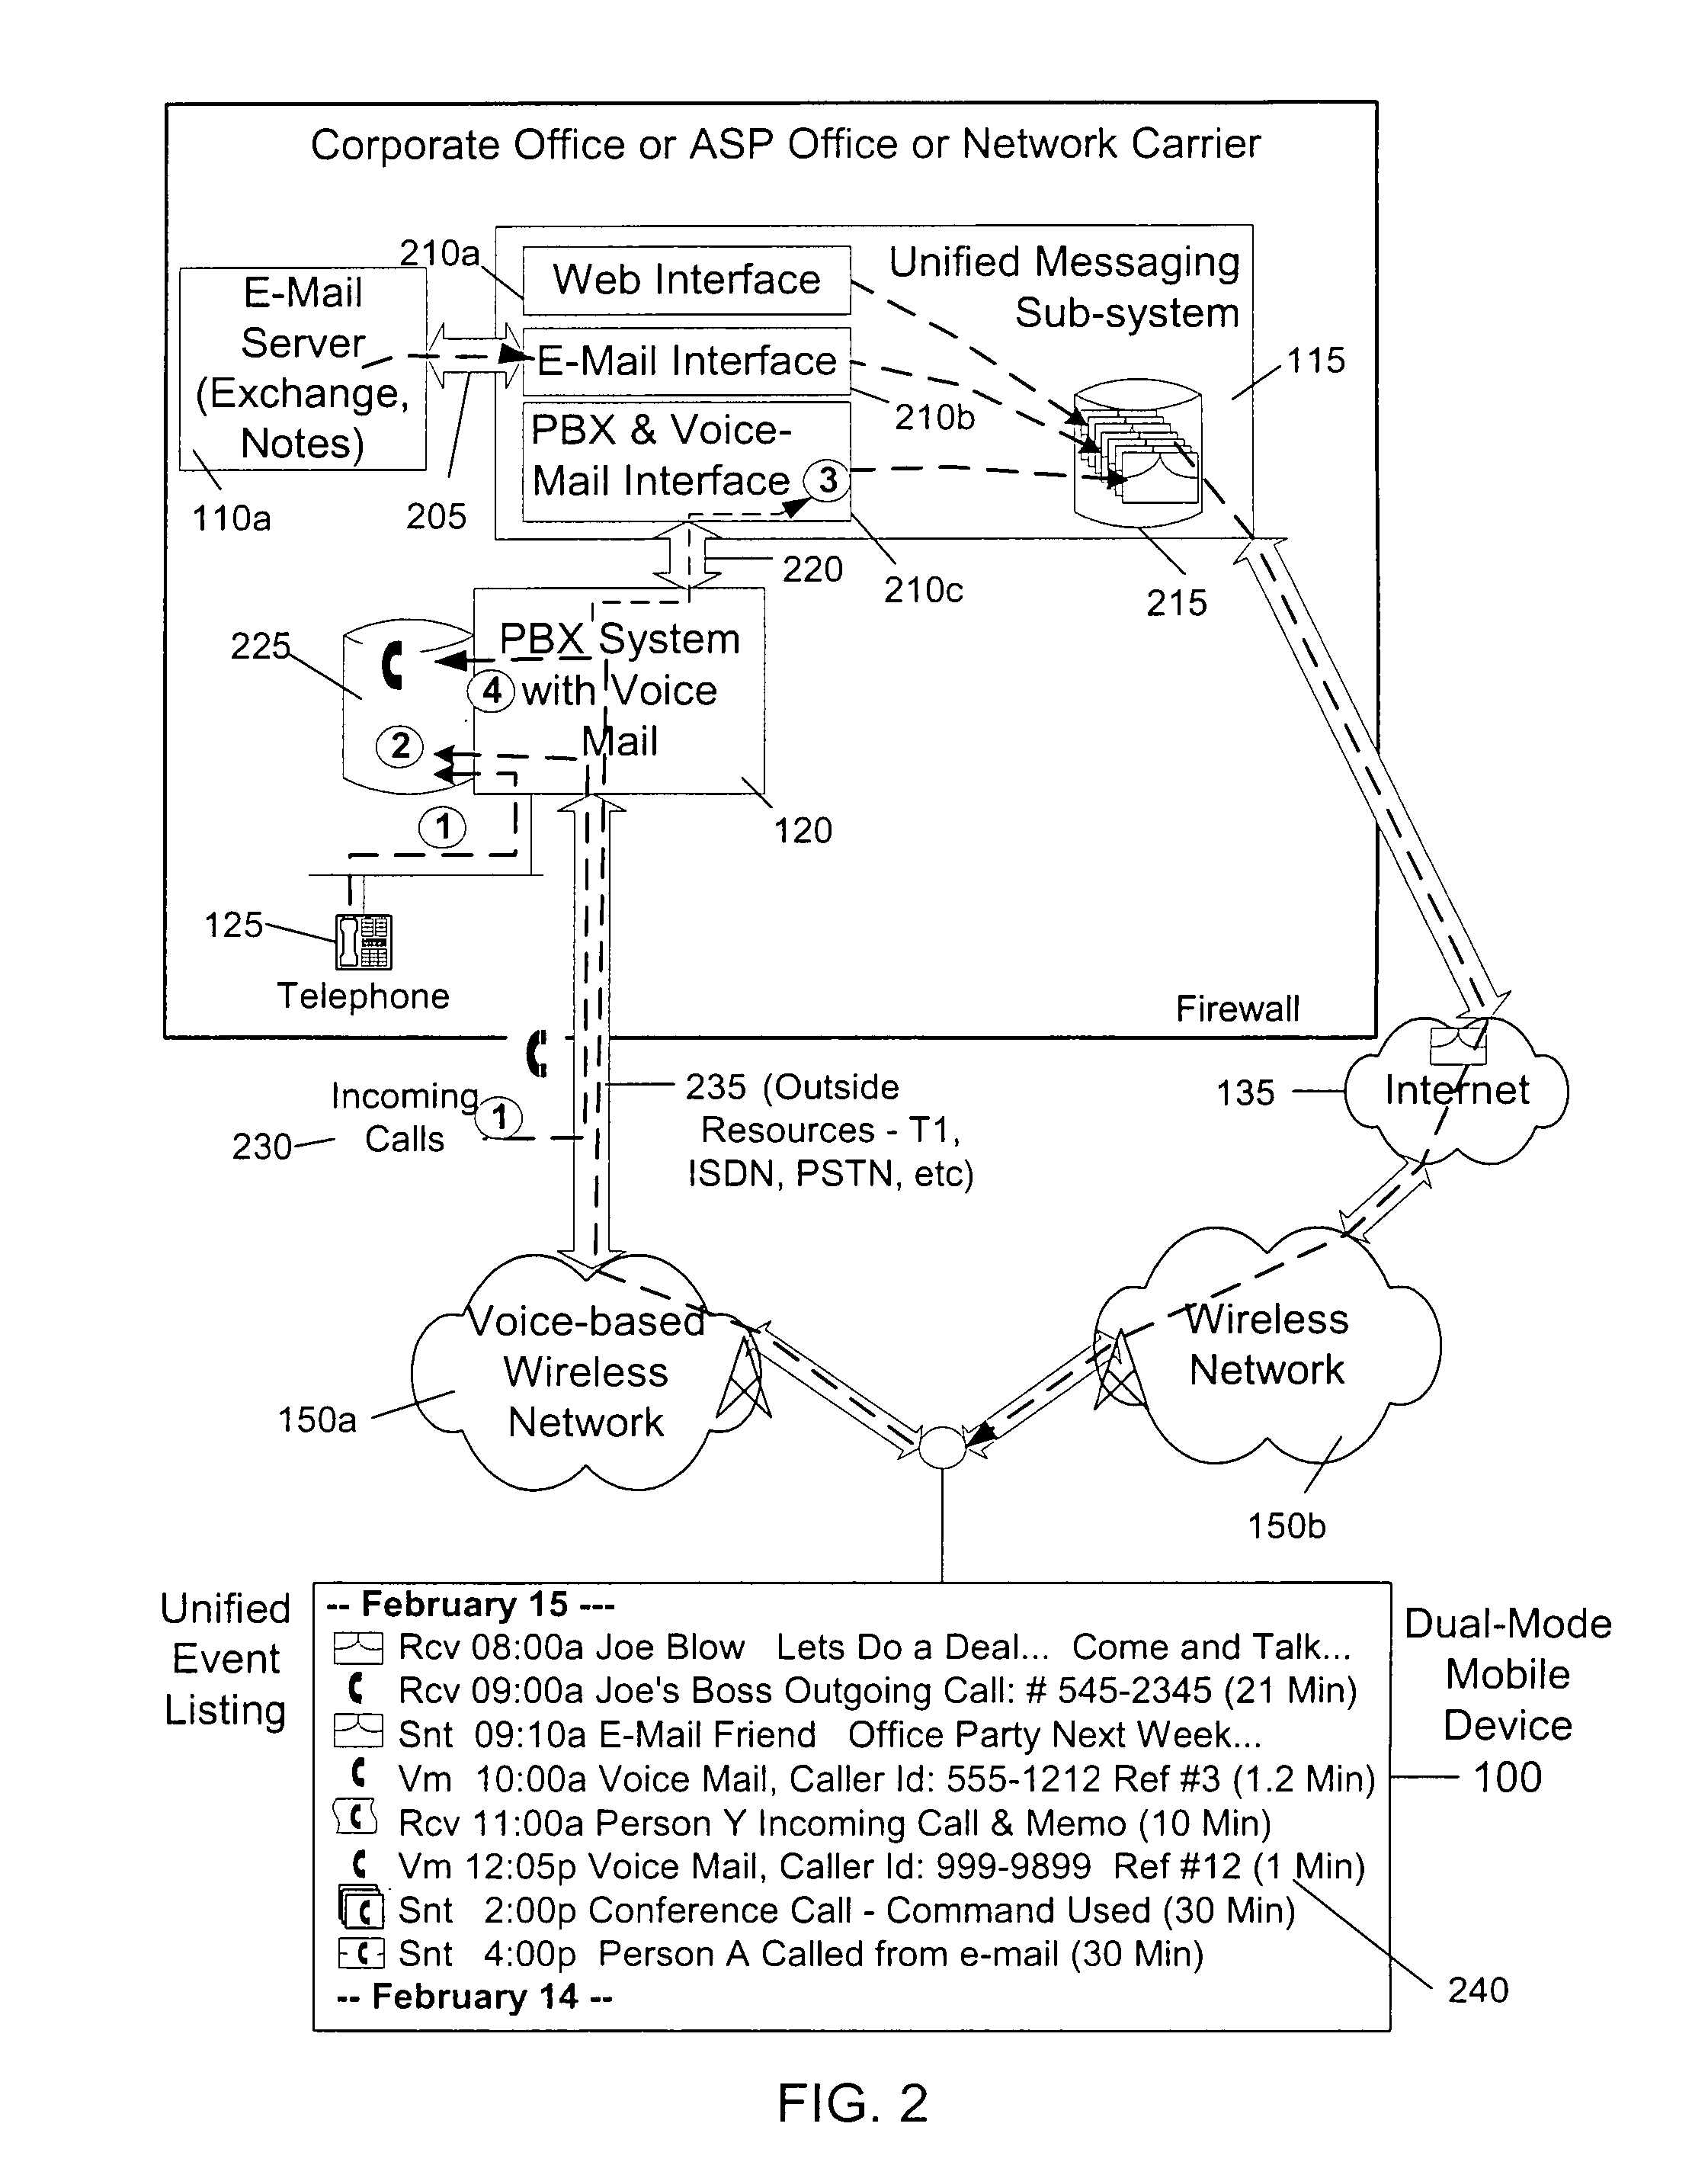 Corporate Office or ASP Office or Network Carrier
210a
Web Interface
Unified Messaging
Sub-system
E-Mail
Server
(Exchange,
Notes)
E-Mail Interface
115
210b
PBX & Voice-
Mail Interface
3
110a
205
220
210c
215
225
PBX System
with Voice
Mail
4
2
1
120
125
Telephone
Firewall
Incoming
Calls
1
230
235 (Outside
Resources - T1,
ISDN, PSTN, etc)
135
Internet
Voice-based
Wireless
Network
150a
Wireless
Network
150b
Unified
Event
Listing
-- February 15 ---
Rcv 08:00a Joe Blow Lets Do a Deal... Come and Talk...
Rcv 09:00a Joe's Boss Outgoing Call: # 545-2345 (21 Min)
Snt 09:10a E-Mail Friend Office Party Next Week...
Vm 10:00a Voice Mail, Caller Id: 555-1212 Ref #3 (1.2 Min)
Rcv 11:00a Person Y Incoming Call & Memo (10 Min)
Vm 12:05p Voice Mail, Caller Id: 999-9899 Ref #12 (1 Min)
Snt 2:00p Conference Call - Command Used (30 Min)
Snt 4:00p Person A Called from e-mail (30 Min)
-- February 14 --
Dual-Mode
Mobile
Device
100
240
FIG. 2